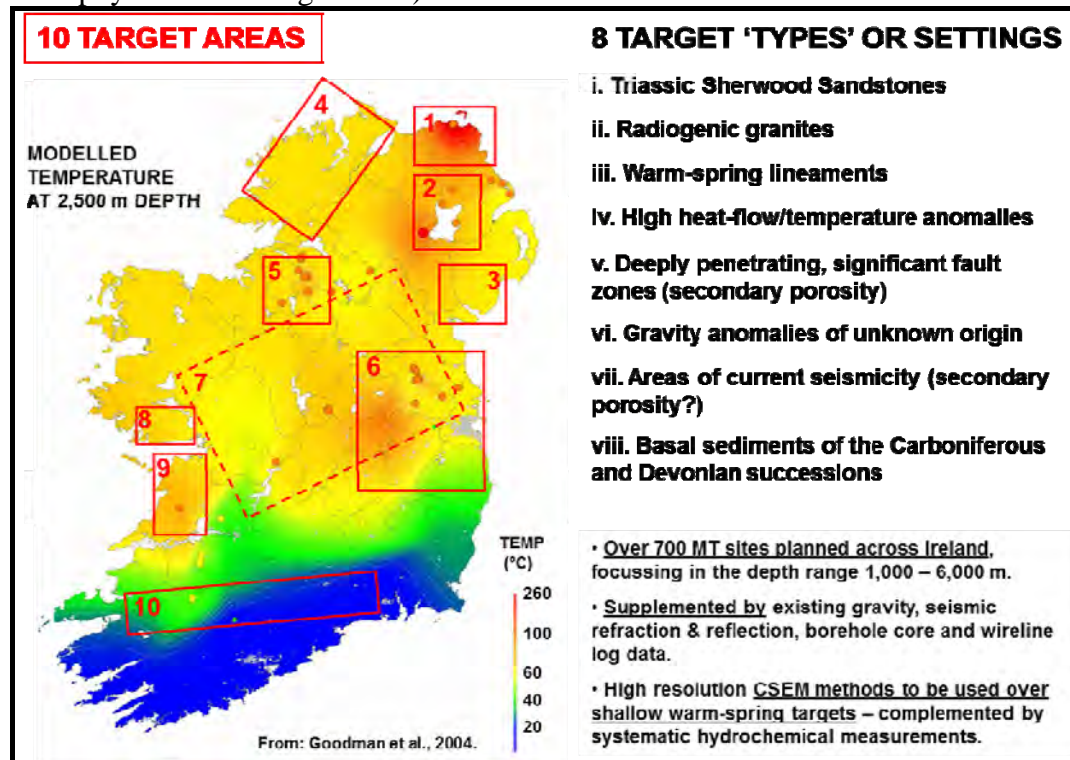 10 TARGET AREAS
MODELLED
TEMPERATURE
AT 2,500 m DEPTH
4
1
2
3
5
6
7
8
9
10
TEMP
(ºC)
260
100
60
40
20
From: Goodman et al., 2004.
8 TARGET ‘TYPES’ OR SETTINGS
i. Triassic Sherwood Sandstones
ii. Radiogenic granites
iii. Warm-spring lineaments
iv. High heat-flow/temperature anomalies
v. Deeply penetrating, significant fault
zones (secondary porosity)
vi. Gravity anomalies of unknown origin
vii. Areas of current seismicity (secondary
porosity?)
viii. Basal sediments of the Carboniferous
and Devonian successions
· Over 700 MT sites planned across Ireland,
focussing in the depth range 1,000 – 6,000 m.
· Supplemented by existing gravity, seismic
refraction & reflection, borehole core and wireline
log data.
· High resolution CSEM methods to be used over
shallow warm-spring targets – complemented by
systematic hydrochemical measurements.